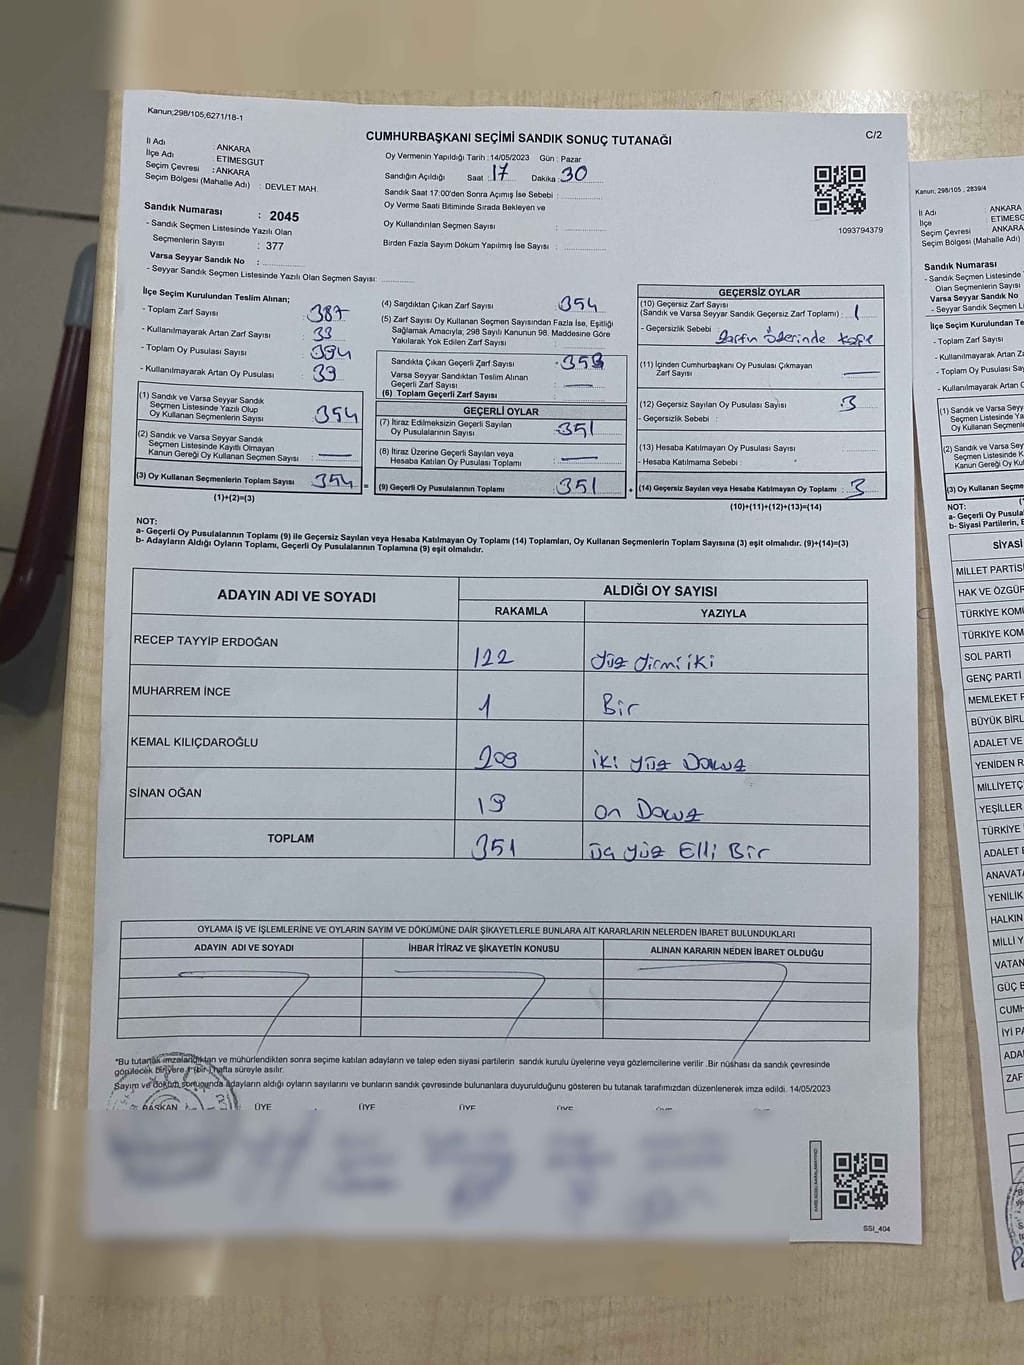 Kanun;298/105;6271/18-1
CUMHURBAŞKANI SEÇİMİ SANDIK SONUÇ TUTANAĞI
C/2
İl Adı : ANKARA
İlçe Adı : ETİMESGUT
Seçim Çevresi : ANKARA
Seçim Bölgesi (Mahalle Adı) : DEVLET MAH.
Oy Vermenin Yapıldığı Tarih :14/05/2023 Gün : Pazar
Sandığın Açıldığı Saat : 17 Dakika : 30
Sandık Saat 17:00'den Sonra Açımış İse Sebebi :
Oy Verme Saati Bitiminde Sırada Bekleyen ve
Oy Kullandırılan Seçmen Sayısı :
Birden Fazla Sayım Döküm Yapılmış İse Sayısı :
1093794379
Sandık Numarası : 2045
- Sandık Seçmen Listesinde Yazılı Olan
Seçmenlerin Sayısı : 377
Varsa Seyyar Sandık No :
- Seyyar Sandık Seçmen Listesinde Yazılı Olan Seçmen Sayısı:
İlçe Seçim Kurulundan Teslim Alınan;
- Toplam Zarf Sayısı : 387
- Kullanılmayarak Artan Zarf Sayısı : 33
- Toplam Oy Pusulası Sayısı : 394
- Kullanılmayarak Artan Oy Pusulası : 39
(1) Sandık ve Varsa Seyyar Sandık
Seçmen Listesinde Yazılı Olup
Oy Kullanan Seçmenlerin Sayısı : 354
(2) Sandık ve Varsa Seyyar Sandık
Seçmen Listesinde Kayıtlı Olmayan
Kanun Gereği Oy Kullanan Seçmen Sayısı : —
(3) Oy Kullanan Seçmenlerin Toplam Sayısı : 354 =
(1)+(2)=(3)
(4) Sandıktan Çıkan Zarf Sayısı : 354
(5) Zarf Sayısı Oy Kullanan Seçmen Sayısından Fazla İse, Eşitliği
Sağlamak Amacıyla; 298 Sayılı Kanunun 98. Maddesine Göre
Yakılarak Yok Edilen Zarf Sayısı :
Sandıkta Çıkan Geçerli Zarf Sayısı : 353
Varsa Seyyar Sandıktan Teslim Alınan
Geçerli Zarf Sayısı : —
(6) Toplam Geçerli Zarf Sayısı
GEÇERLİ OYLAR
(7) İtiraz Edilmeksizin Geçerli Sayılan
Oy Pusulalarının Sayısı : 351
(8) İtiraz Üzerine Geçerli Sayılan veya
Hesaba Katılan Oy Pusulası Toplamı : —
(9) Geçerli Oy Pusulalarının Toplamı : 351 +
GEÇERSİZ OYLAR
(10) Geçersiz Zarf Sayısı
(Sandık ve Varsa Seyyar Sandık Geçersiz Zarf Toplamı) : 1
- Geçersizlik Sebebi : Zarfın üzerinde
(11) İçinden Cumhurbaşkanı Oy Pusulası Çıkmayan
Zarf Sayısı : —
(12) Geçersiz Sayılan Oy Pusulası Sayısı : 3
- Geçersizlik Sebebi :
(13) Hesaba Katılmayan Oy Pusulası Sayısı :
- Hesaba Katılmama Sebebi :
(14) Geçersiz Sayılan veya Hesaba Katılmayan Oy Toplamı : 3
(10)+(11)+(12)+(13)=(14)
NOT:
a- Geçerli Oy Pusulalarının Toplamı (9) ile Geçersiz Sayılan veya Hesaba Katılmayan Oy Toplamı (14) Toplamları, Oy Kullanan Seçmenlerin Toplam Sayısına (3) eşit olmalıdır. (9)+(14)=(3)
b- Adayların Aldığı Oyların Toplamı, Geçerli Oy Pusulalarının Toplamına (9) eşit olmalıdır.
ADAYIN ADI VE SOYADI
ALDIĞI OY SAYISI
RAKAMLA YAZIYLA
RECEP TAYYİP ERDOĞAN 122 yüz yirmi iki
MUHARREM İNCE 1 Bir
KEMAL KILIÇDAROĞLU 209 iki yüz Dokuz
SİNAN OĞAN 19 on Dokuz
TOPLAM 351 üç yüz Elli Bir
OYLAMA İŞ VE İŞLEMLERİNE VE OYLARIN SAYIM VE DÖKÜMÜNE DAİR ŞİKAYETLERLE BUNLARA AİT KARARLARIN NELERDEN İBARET BULUNDUKLARI
ADAYIN ADI VE SOYADI
İHBAR İTİRAZ VE ŞİKAYETİN KONUSU
ALINAN KARARIN NEDEN İBARET OLDUĞU
*Bu tutanak imzalandıktan ve mühürlendikten sonra seçime katılan adayların ve talep eden siyasi partilerin sandık kurulu üyelerine veya gözlemcilerine verilir .Bir nüshası da sandık çevresinde
görülecek bir yere 1 (bir) hafta süreyle asılır.
Sayım ve döküm sonucunda adayların aldığı oyların sayılarını ve bunların sandık çevresinde bulunanlara duyurulduğunu gösteren bu tutanak tarafımızdan düzenlenerek imza edildi. 14/05/2023
BAŞKAN ÜYE ÜYE ÜYE ÜYE
SSI_404
Kanun; 298/105 , 2839/4
İl Adı : ANKARA
İlçe : ETİMESG
Seçim Çevresi : ANKARA
Seçim Bölgesi (Mahalle Adı)
Sandık Numarası
- Sandık Seçmen Listesinde
Olan Seçmenlerin Sayısı
Varsa Seyyar Sandık No
- Seyyar Sandık Seçmen L
İlçe Seçim Kurulundan Te
- Toplam Zarf Sayısı
- Kullanılmayarak Artan
- Toplam Oy Pusulası Sa
- Kullanılmayarak Artan C
(1) Sandık ve Varsa Seyy
Seçmen Listesinde Y
Oy Kullanan Seçmen
(2) Sandık ve Varsa Sey
Seçmen Listesinde K
Kanun Gereği Oy Ku
(3) Oy Kullanan Seçme
NOT:
a- Geçerli Oy Pusula
b- Siyasi Partilerin, E
SİYASİ
MİLLET PARTİS
HAK VE ÖZGÜR
TÜRKİYE KOMÜ
TÜRKİYE KOM
SOL PARTİ
GENÇ PARTİ
MEMLEKET P
BÜYÜK BİRL
ADALET VE
YENİDEN R
MİLLİYETÇ
YEŞİLLER
TÜRKİYE
ADALET B
ANAVATA
YENİLİK
HALKIN
MİLLİ Y
VATAN
GÜÇ B
CUMH
İYİ PA
ADA
ZAF